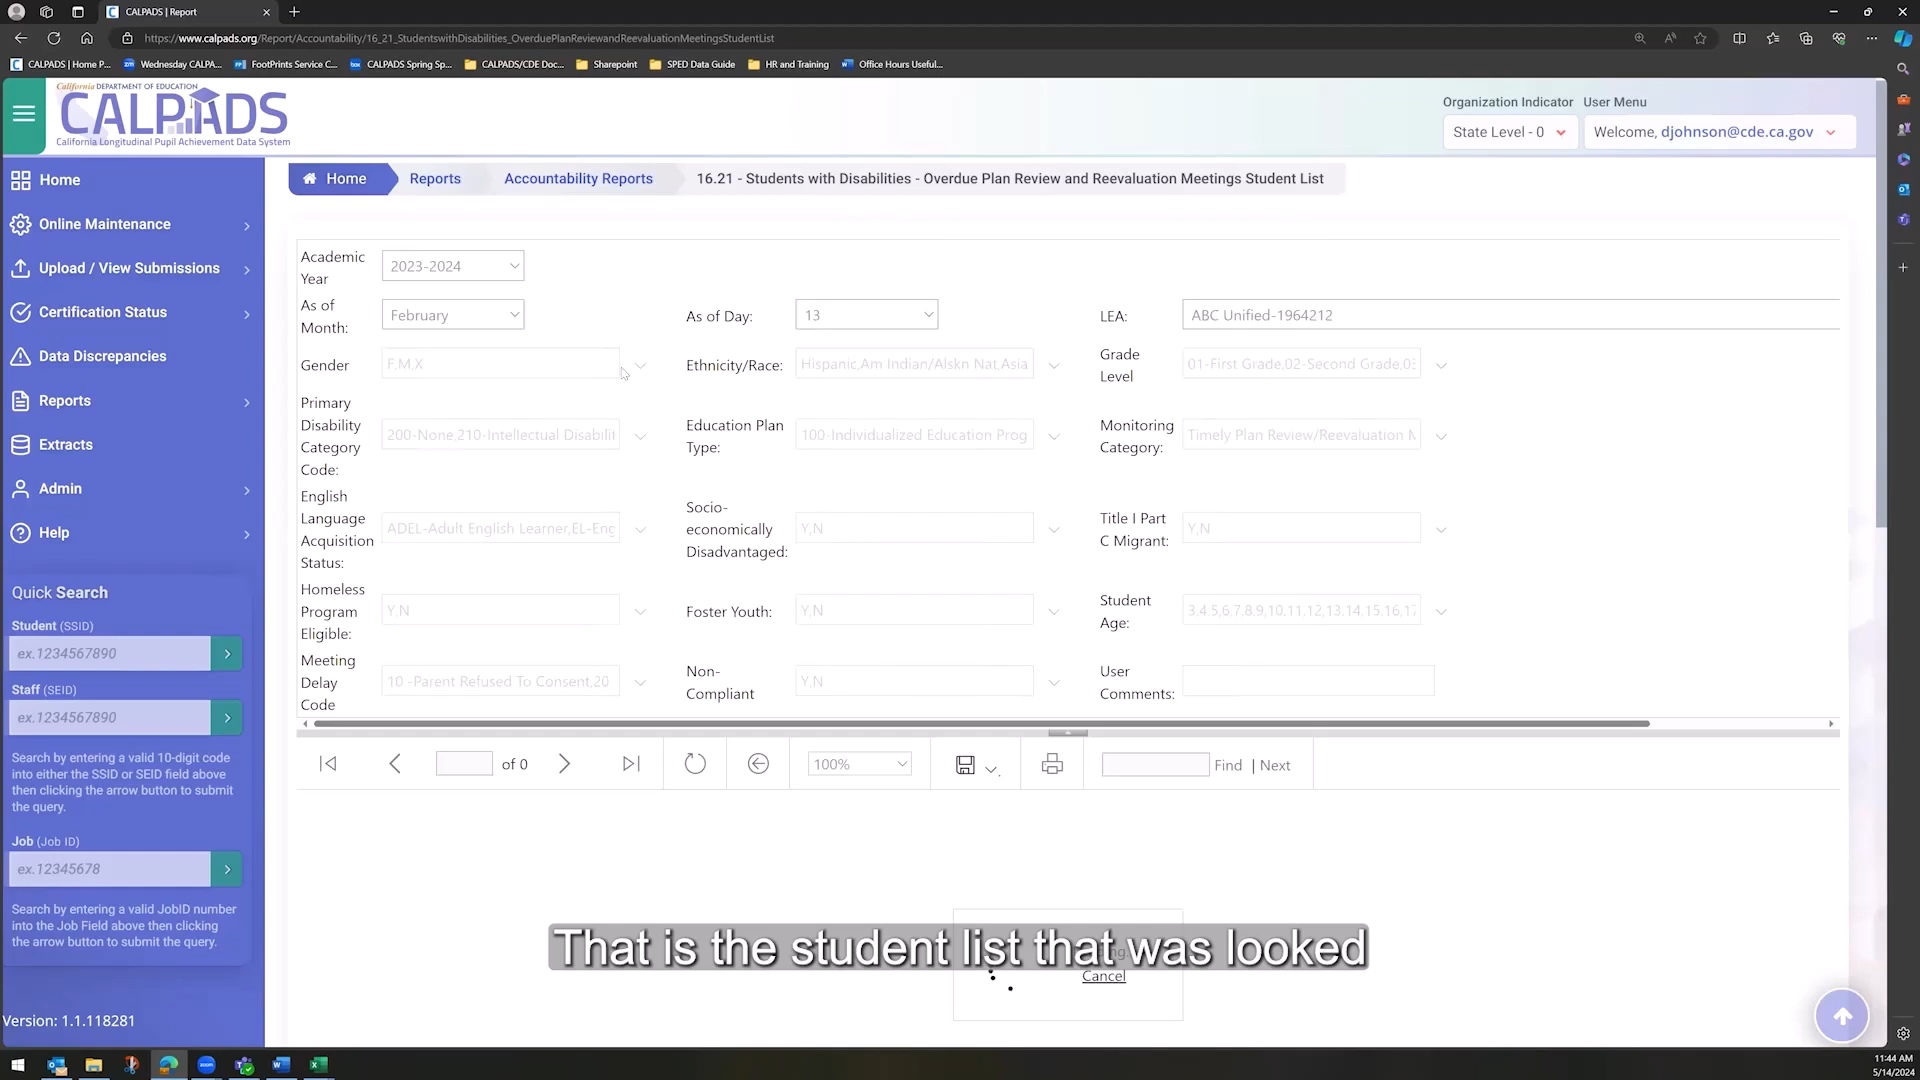 CALPADS | Report
https://www.calpads.org/Report/Accountability/16_21_StudentswithDisabilities_OverduePlanReviewandReevaluationMeetingsStudentList
CALPADS | Home P...
Wednesday CALPA...
FootPrints Service C...
CALPADS Spring Sp...
CALPADS/CDE Doc...
Sharepoint
SPED Data Guide
HR and Training
Office Hours Useful...
California DEPARTMENT OF EDUCATION
CALPADS
California Longitudinal Pupil Achievement Data System
Organization Indicator
User Menu
State Level - 0
Welcome, djohnson@cde.ca.gov
Home
Online Maintenance
Upload / View Submissions
Certification Status
Data Discrepancies
Reports
Extracts
Admin
Help
Quick Search
Student (SSID)
ex.1234567890
Staff (SEID)
ex.1234567890
Search by entering a valid 10-digit code
into either the SSID or SEID field above
then clicking the arrow button to submit
the query.
Job (Job ID)
ex.12345678
Search by entering a valid JobID number
into the Job Field above then clicking
the arrow button to submit the query.
Version: 1.1.118281
Home
Reports
Accountability Reports
16.21 - Students with Disabilities - Overdue Plan Review and Reevaluation Meetings Student List
Academic
Year
2023-2024
As of
Month:
February
As of Day:
13
LEA:
ABC Unified-1964212
Gender
F,M,X
Ethnicity/Race:
Hispanic,Am Indian/Alskn Nat,Asia
Grade
Level
01-First Grade,02-Second Grade,03
Primary
Disability
Category
Code:
200-None,210-Intellectual Disabilit
Education Plan
Type:
100-Individualized Education Prog
Monitoring
Category:
Timely Plan Review/Reevaluation M
English
Language
Acquisition
Status:
ADEL-Adult English Learner,EL-Eng
Socio-
economically
Disadvantaged:
Y,N
Title I Part
C Migrant:
Y,N
Homeless
Program
Eligible:
Y,N
Foster Youth:
Y,N
Student
Age:
3,4,5,6,7,8,9,10,11,12,13,14,15,16,17
Meeting
Delay
Code
10 -Parent Refused To Consent,20
Non-
Compliant
Y,N
User
Comments:
of 0
100%
Find | Next
That is the student list that was looked
Cancel
11:44 AM
5/14/2024